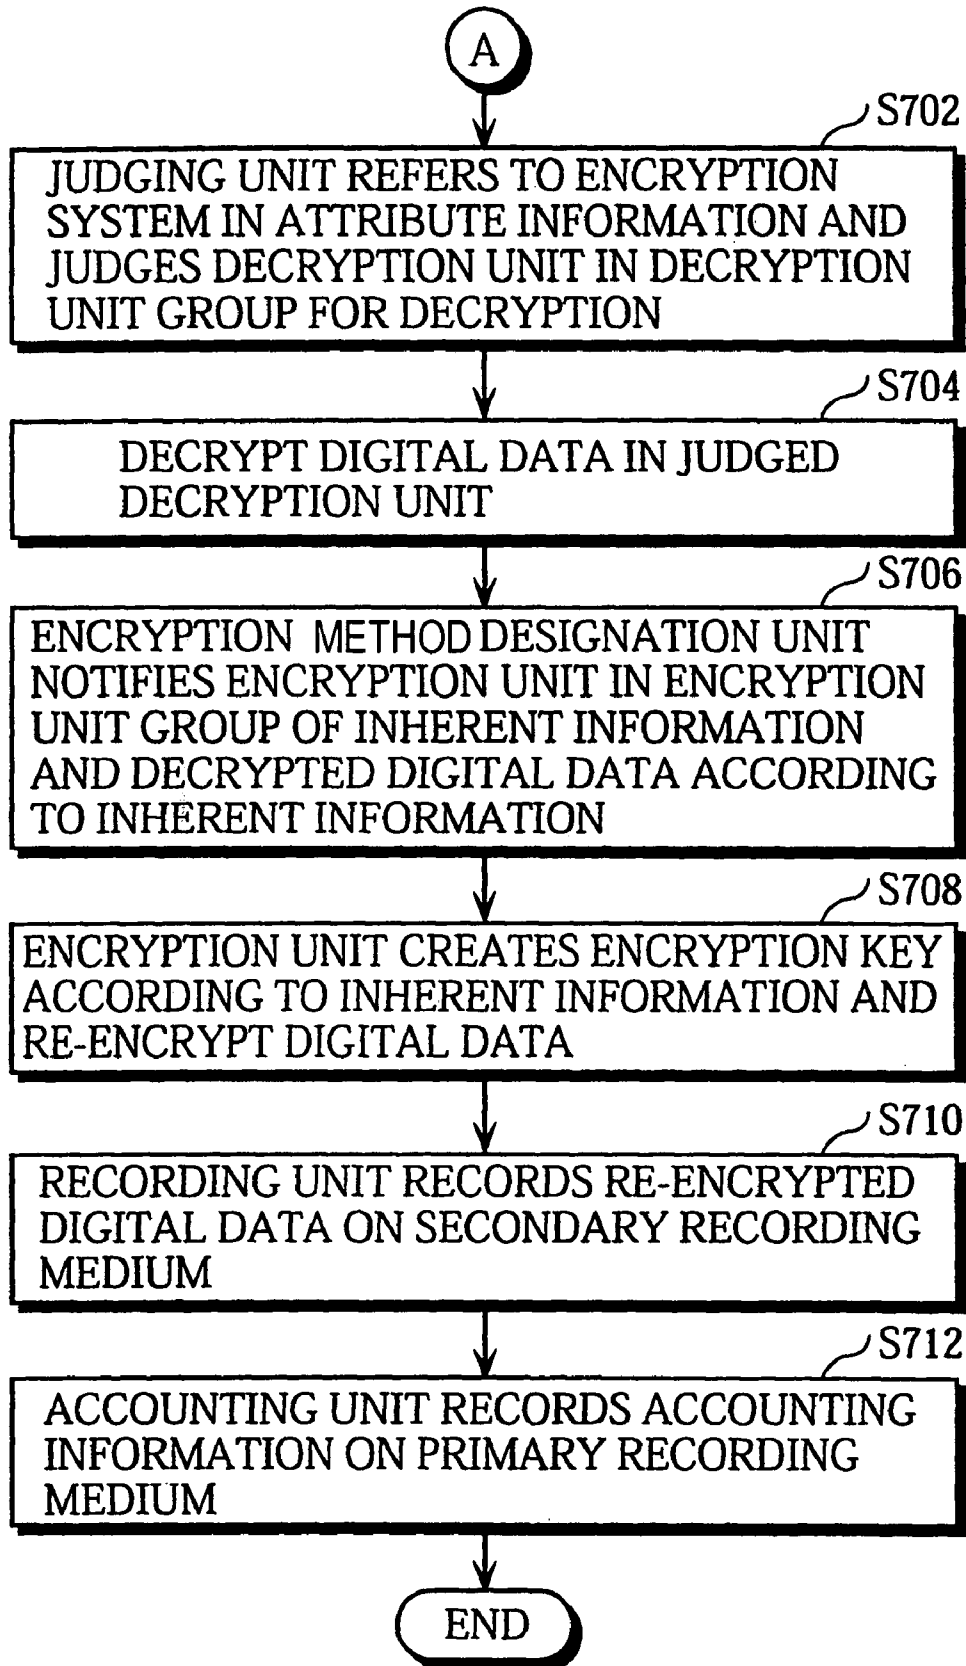 A
S702
JUDGING UNIT REFERS TO ENCRYPTION
SYSTEM IN ATTRIBUTE INFORMATION AND
JUDGES DECRYPTION UNIT IN DECRYPTION
UNIT GROUP FOR DECRYPTION
S704
DECRYPT DIGITAL DATA IN JUDGED
DECRYPTION UNIT
S706
ENCRYPTION METHOD DESIGNATION UNIT
NOTIFIES ENCRYPTION UNIT IN ENCRYPTION
UNIT GROUP OF INHERENT INFORMATION
AND DECRYPTED DIGITAL DATA ACCORDING
TO INHERENT INFORMATION
S708
ENCRYPTION UNIT CREATES ENCRYPTION KEY
ACCORDING TO INHERENT INFORMATION AND
RE-ENCRYPT DIGITAL DATA
S710
RECORDING UNIT RECORDS RE-ENCRYPTED
DIGITAL DATA ON SECONDARY RECORDING
MEDIUM
S712
ACCOUNTING UNIT RECORDS ACCOUNTING
INFORMATION ON PRIMARY RECORDING
MEDIUM
END